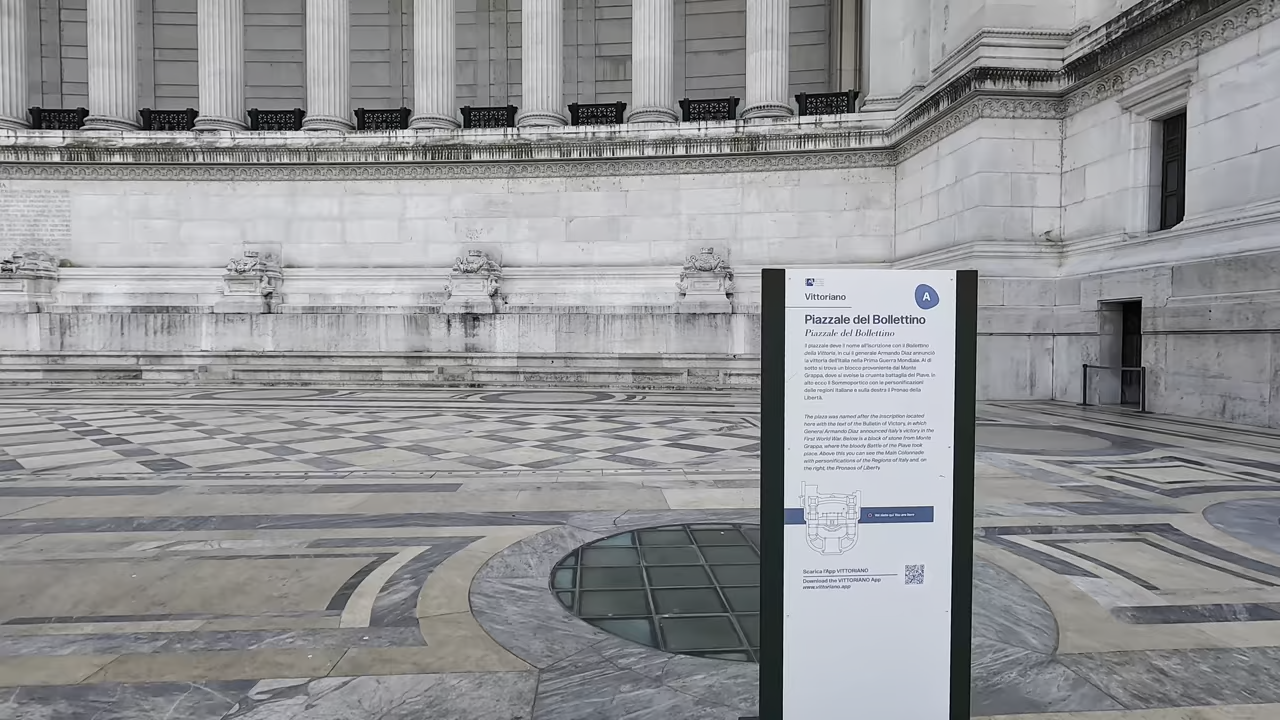 Vittoriano
A
Piazzale del Bollettino
Piazzale del Bollettino
Il piazzale deve il nome all'iscrizione con il Bollettino
della Vittoria, in cui il generale Armando Diaz annunciò
la vittoria dell'Italia nella Prima Guerra Mondiale. Al di
sotto si trova un blocco proveniente dal Monte
Grappa, dove si svolse la cruenta battaglia del Piave. In
alto ecco il Sommoportico con le personificazioni
delle regioni italiane e sulla destra il Pronao della
Libertà.
The plaza was named after the inscription located
here with the text of the Bulletin of Victory, in which
General Armando Diaz announced Italy's victory in the
First World War. Below is a block of stone from Monte
Grappa, where the bloody Battle of the Piave took
place. Above this you can see the Main Colonnade
with personifications of the Regions of Italy and, on
the right, the Pronaos of Liberty.
Voi siete qui/ You are here
Scarica l'App VITTORIANO
Download the VITTORIANO App
www.vittoriano.app